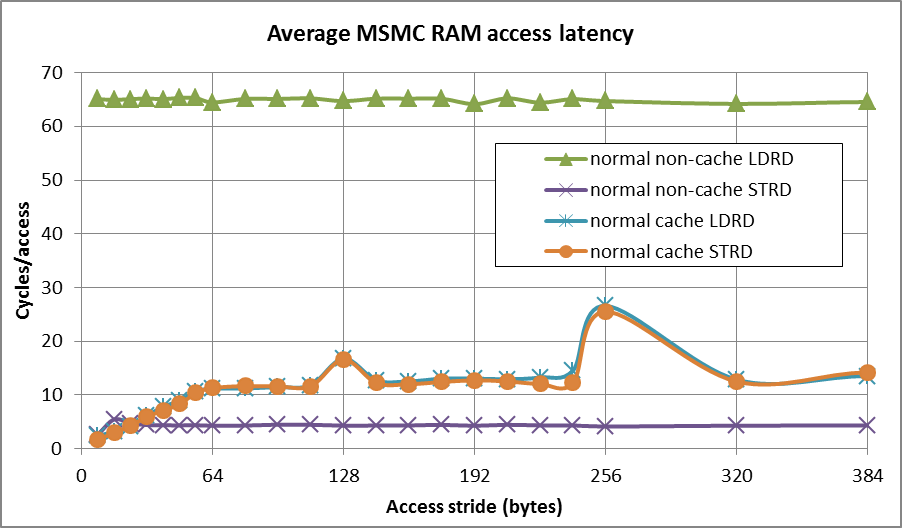 Average MSMC RAM access latency
70
60
50
40
30
20
10
0
Cycles/access
normal non-cache LDRD
normal non-cache STRD
normal cache LDRD
normal cache STRD
0 64 128 192 256 320 384
Access stride (bytes)